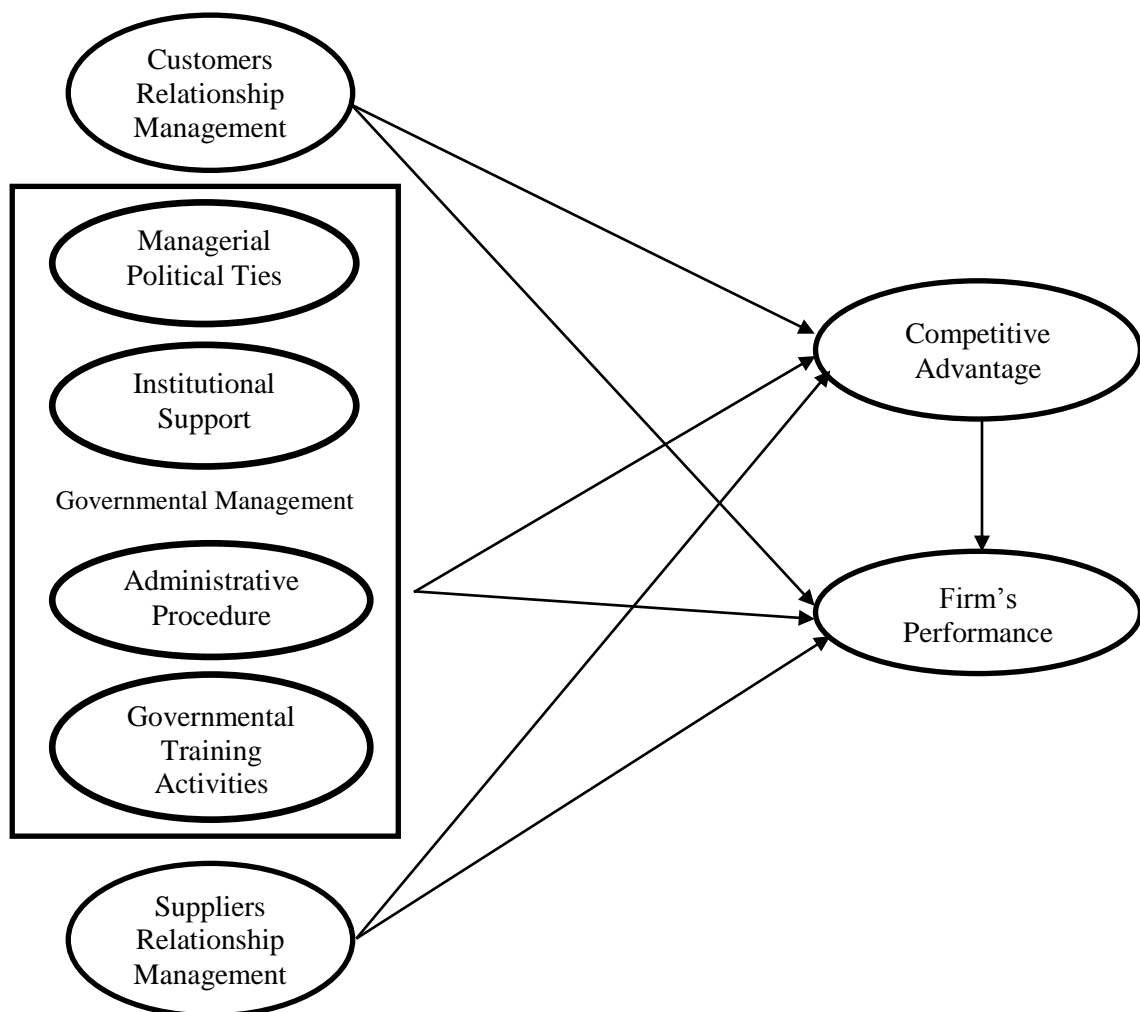 Customers
Relationship
Management
Managerial
Political Ties
Institutional
Support
Governmental Management
Administrative
Procedure
Governmental
Training
Activities
Suppliers
Relationship
Management
Competitive
Advantage
Firm’s
Performance